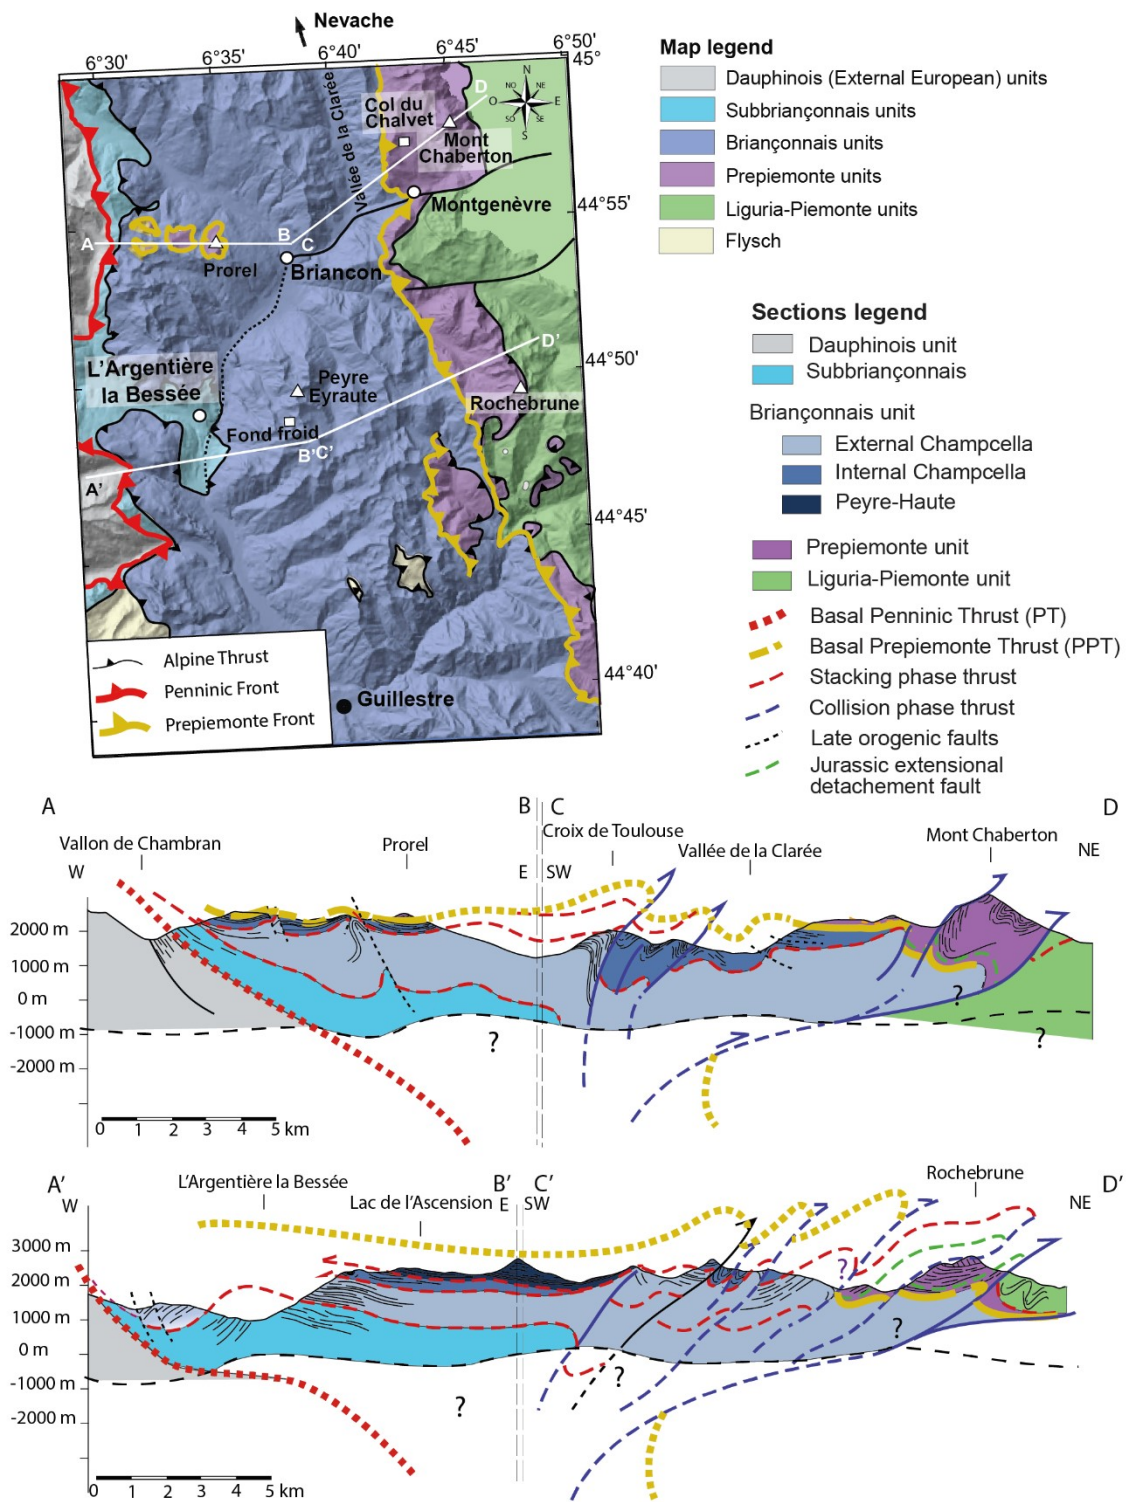 Nevache
6°30'
6°35'
6°40'
6°45'
6°50'
45°
Vallée de la Clarée
Col du
Chalvet
D
N
NO
NE
O
E
SO
SE
S
Mont
Chaberton
Montgenèvre
44°55'
A
B
C
Prorel
Briancon
D'
44°50'
L'Argentière
la Bessée
Peyre
Eyraute
Rochebrune
Fond froid
B'C'
A'
44°45'
44°40'
Guillestre
Alpine Thrust
Penninic Front
Prepiemonte Front
Map legend
Dauphinois (External European) units
Subbriançonnais units
Briançonnais units
Prepiemonte units
Liguria-Piemonte units
Flysch
Sections legend
Dauphinois unit
Subbriançonnais
Briançonnais unit
External Champcella
Internal Champcella
Peyre-Haute
Prepiemonte unit
Liguria-Piemonte unit
Basal Penninic Thrust (PT)
Basal Prepiemonte Thrust (PPT)
Stacking phase thrust
Collision phase thrust
Late orogenic faults
Jurassic extensional
detachement fault
A
B
C
D
Vallon de Chambran
Prorel
Croix de Toulouse
Vallée de la Clarée
Mont Chaberton
W
E
SW
NE
2000 m
1000 m
0 m
-1000 m
-2000 m
?
?
?
0 1 2 3 4 5 km
A'
B'
C'
D'
L'Argentière la Bessée
Lac de l'Ascension
Rochebrune
W
E
SW
NE
3000 m
2000 m
1000 m
0 m
-1000 m
-2000 m
?
?
?
?
0 1 2 3 4 5 km